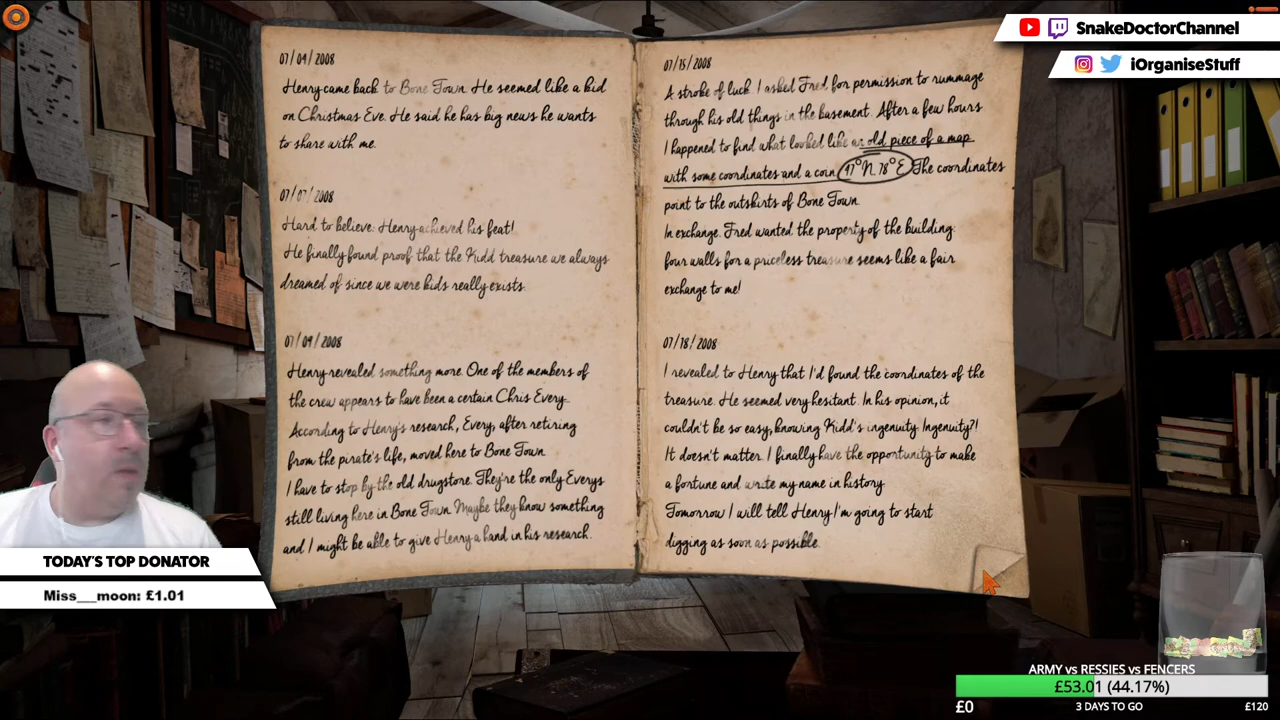 07/04/2008
Henry came back to Bone Town. He seemed like a kid
on Christmas Eve. He said he has big news he wants
to share with me.
07/07/2008
Hard to believe: Henry achieved his feat!
He finally found proof that the Kidd treasure we always
dreamed of since we were kids really exists.
07/09/2008
Henry revealed something more. One of the members of
the crew appears to have been a certain Chris Every.
According to Henry's research, Every, after retiring
from the pirate's life, moved here to Bone Town.
I have to stop by the old drugstore. They're the only Everys
still living here in Bone Town. Maybe they know something
and I might be able to give Henry a hand in his research.
07/15/2008
A stroke of luck. I asked Fred for permission to rummage
through his old things in the basement. After a few hours
I happened to find what looked like an old piece of a map
with some coordinates and a coin 47°N, 78°E. The coordinates
point to the outskirts of Bone Town.
In exchange, Fred wanted the property of the building:
four walls for a priceless treasure seems like a fair
exchange to me!
07/18/2008
I revealed to Henry that I'd found the coordinates of the
treasure. He seemed very hesitant. In his opinion, it
couldn't be so easy, knowing Kidd's ingenuity. Ingenuity?!
It doesn't matter. I finally have the opportunity to make
a fortune and write my name in history.
Tomorrow I will tell Henry I'm going to start
digging as soon as possible.
SnakeDoctorChannel
iOrganiseStuff
TODAY'S TOP DONATOR
Miss___moon: £1.01
ARMY vs RESSIES vs FENCERS
£53.01 (44.17%)
£0 3 DAYS TO GO £120